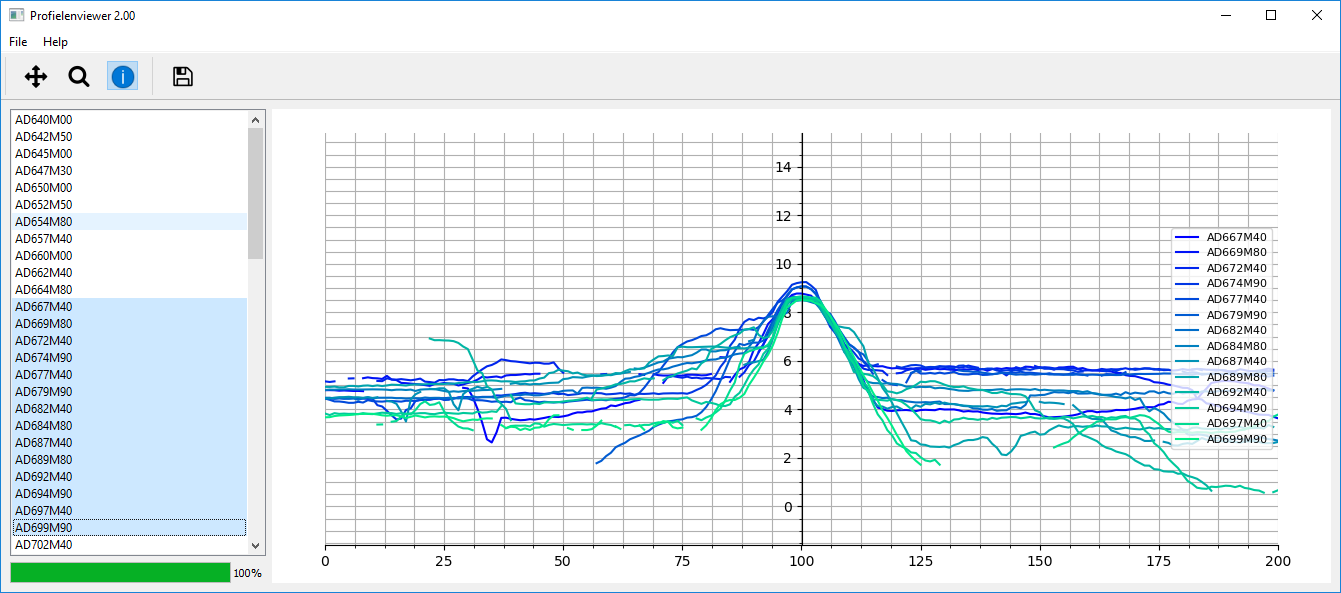 Profielenviewer 2.00
File Help
AD640M00
AD642M50
AD645M00
AD647M30
AD650M00
AD652M50
AD654M80
AD657M40
AD660M00
AD662M40
AD664M80
AD667M40
AD669M80
AD672M40
AD674M90
AD677M40
AD679M90
AD682M40
AD684M80
AD687M40
AD689M80
AD692M40
AD694M90
AD697M40
AD699M90
AD702M40
100%
14
12
10
8
6
4
2
0
0 25 50 75 100 125 150 175 200
AD667M40
AD669M80
AD672M40
AD674M90
AD677M40
AD679M90
AD682M40
AD684M80
AD687M40
AD689M80
AD692M40
AD694M90
AD697M40
AD699M90